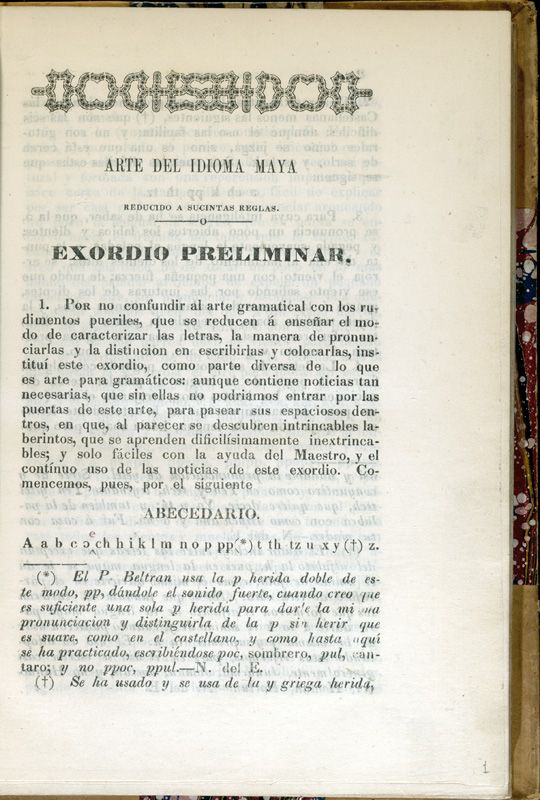 ARTE DEL IDIOMA MAYA
REDUCIDO A SUCINTAS REGLAS.
EXORDIO PRELIMINAR.
1. POR no confundir al arte gramatical con los ru-
dimentos pueriles, que se reducen á enseñar el mo-
do de caracterizar las letras, la manera de pronun-
ciarlas y la distincion en escribirlas y colocarlas, ins-
tituí este exordio, como parte diversa de lo que
es arte para gramáticos: aunque contiene noticias tan
necesarias, que sin ellas no podriamos entrar por las
puertas de este arte, para pasear sus espaciosos den-
tros, en que, al parecer se descubren intrincables la-
berintos, que se aprenden dificilísimamente inextrinca-
bles; y solo fáciles con la ayuda del Maestro, y el
contínuo uso de las noticias de este exordio. Co-
mencemos, pues, por el siguiente
ABECEDARIO.
A a b c ɔ e ch h i k l m n o p pp(*) t th tz u x y (†) z.
(*) El P. Beltran usa la p herida doble de es-
te modo, pp, dándole el sonido fuerte, cuando creo que
es suficiente una sola p herida para darle la misma
pronunciacion y distinguirla de la p sin herir que
es suave, como en el castellano, y como hasta aquí
se ha practicado, escribiéndose poc, sombrero, pul, can-
taro; y no ppoc, ppul.—N. del E.
(†) Se ha usado y se usa de la y griega herida,
1